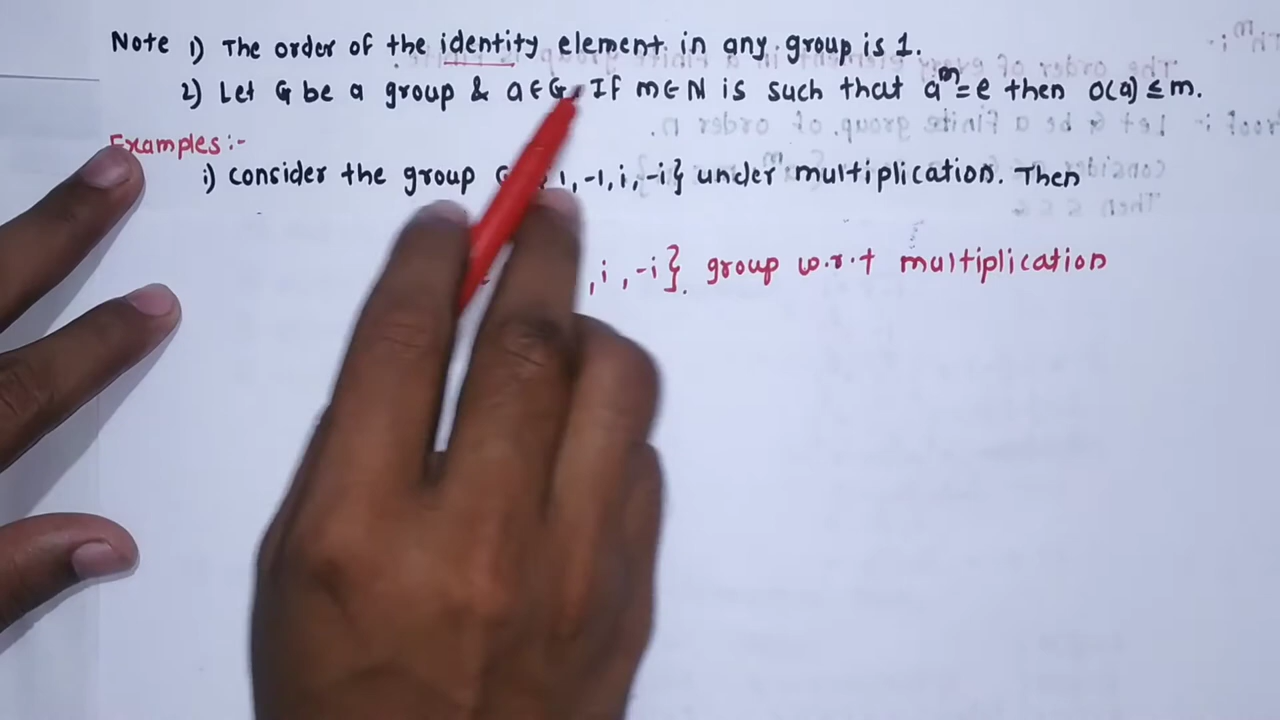 Note 1) The order of the identity element in any group is 1.
2) Let G be a group & a ∈ G. If m ∈ N is such that aᵐ = e then o(a) ≤ m.
Examples:-
i) consider the group 1, -1, i, -i} under multiplication. Then
, i, -i}. group w.r.t multiplication